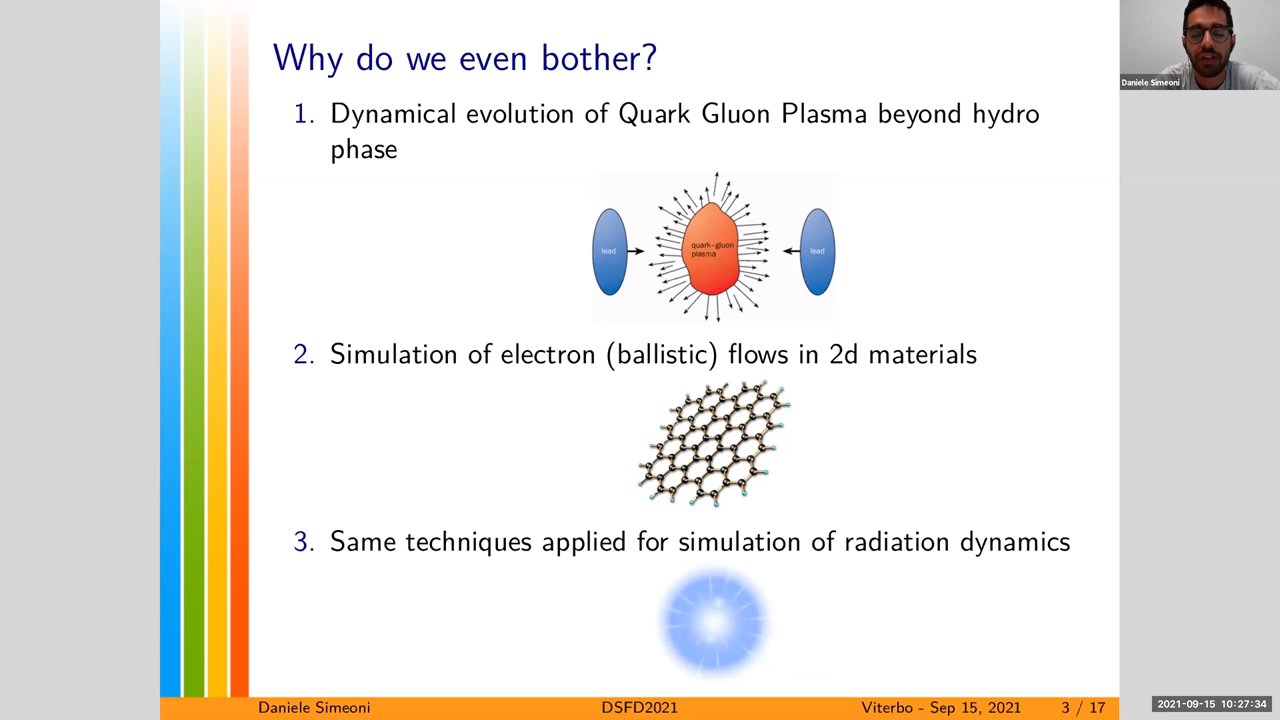 Why do we even bother?
Daniele Simeoni
1. Dynamical evolution of Quark Gluon Plasma beyond hydro
phase
lead
quark-gluon
plasma
lead
2. Simulation of electron (ballistic) flows in 2d materials
3. Same techniques applied for simulation of radiation dynamics
Daniele Simeoni DSFD2021 Viterbo - Sep 15, 2021 3 / 17
2021-09-15 10:27:34